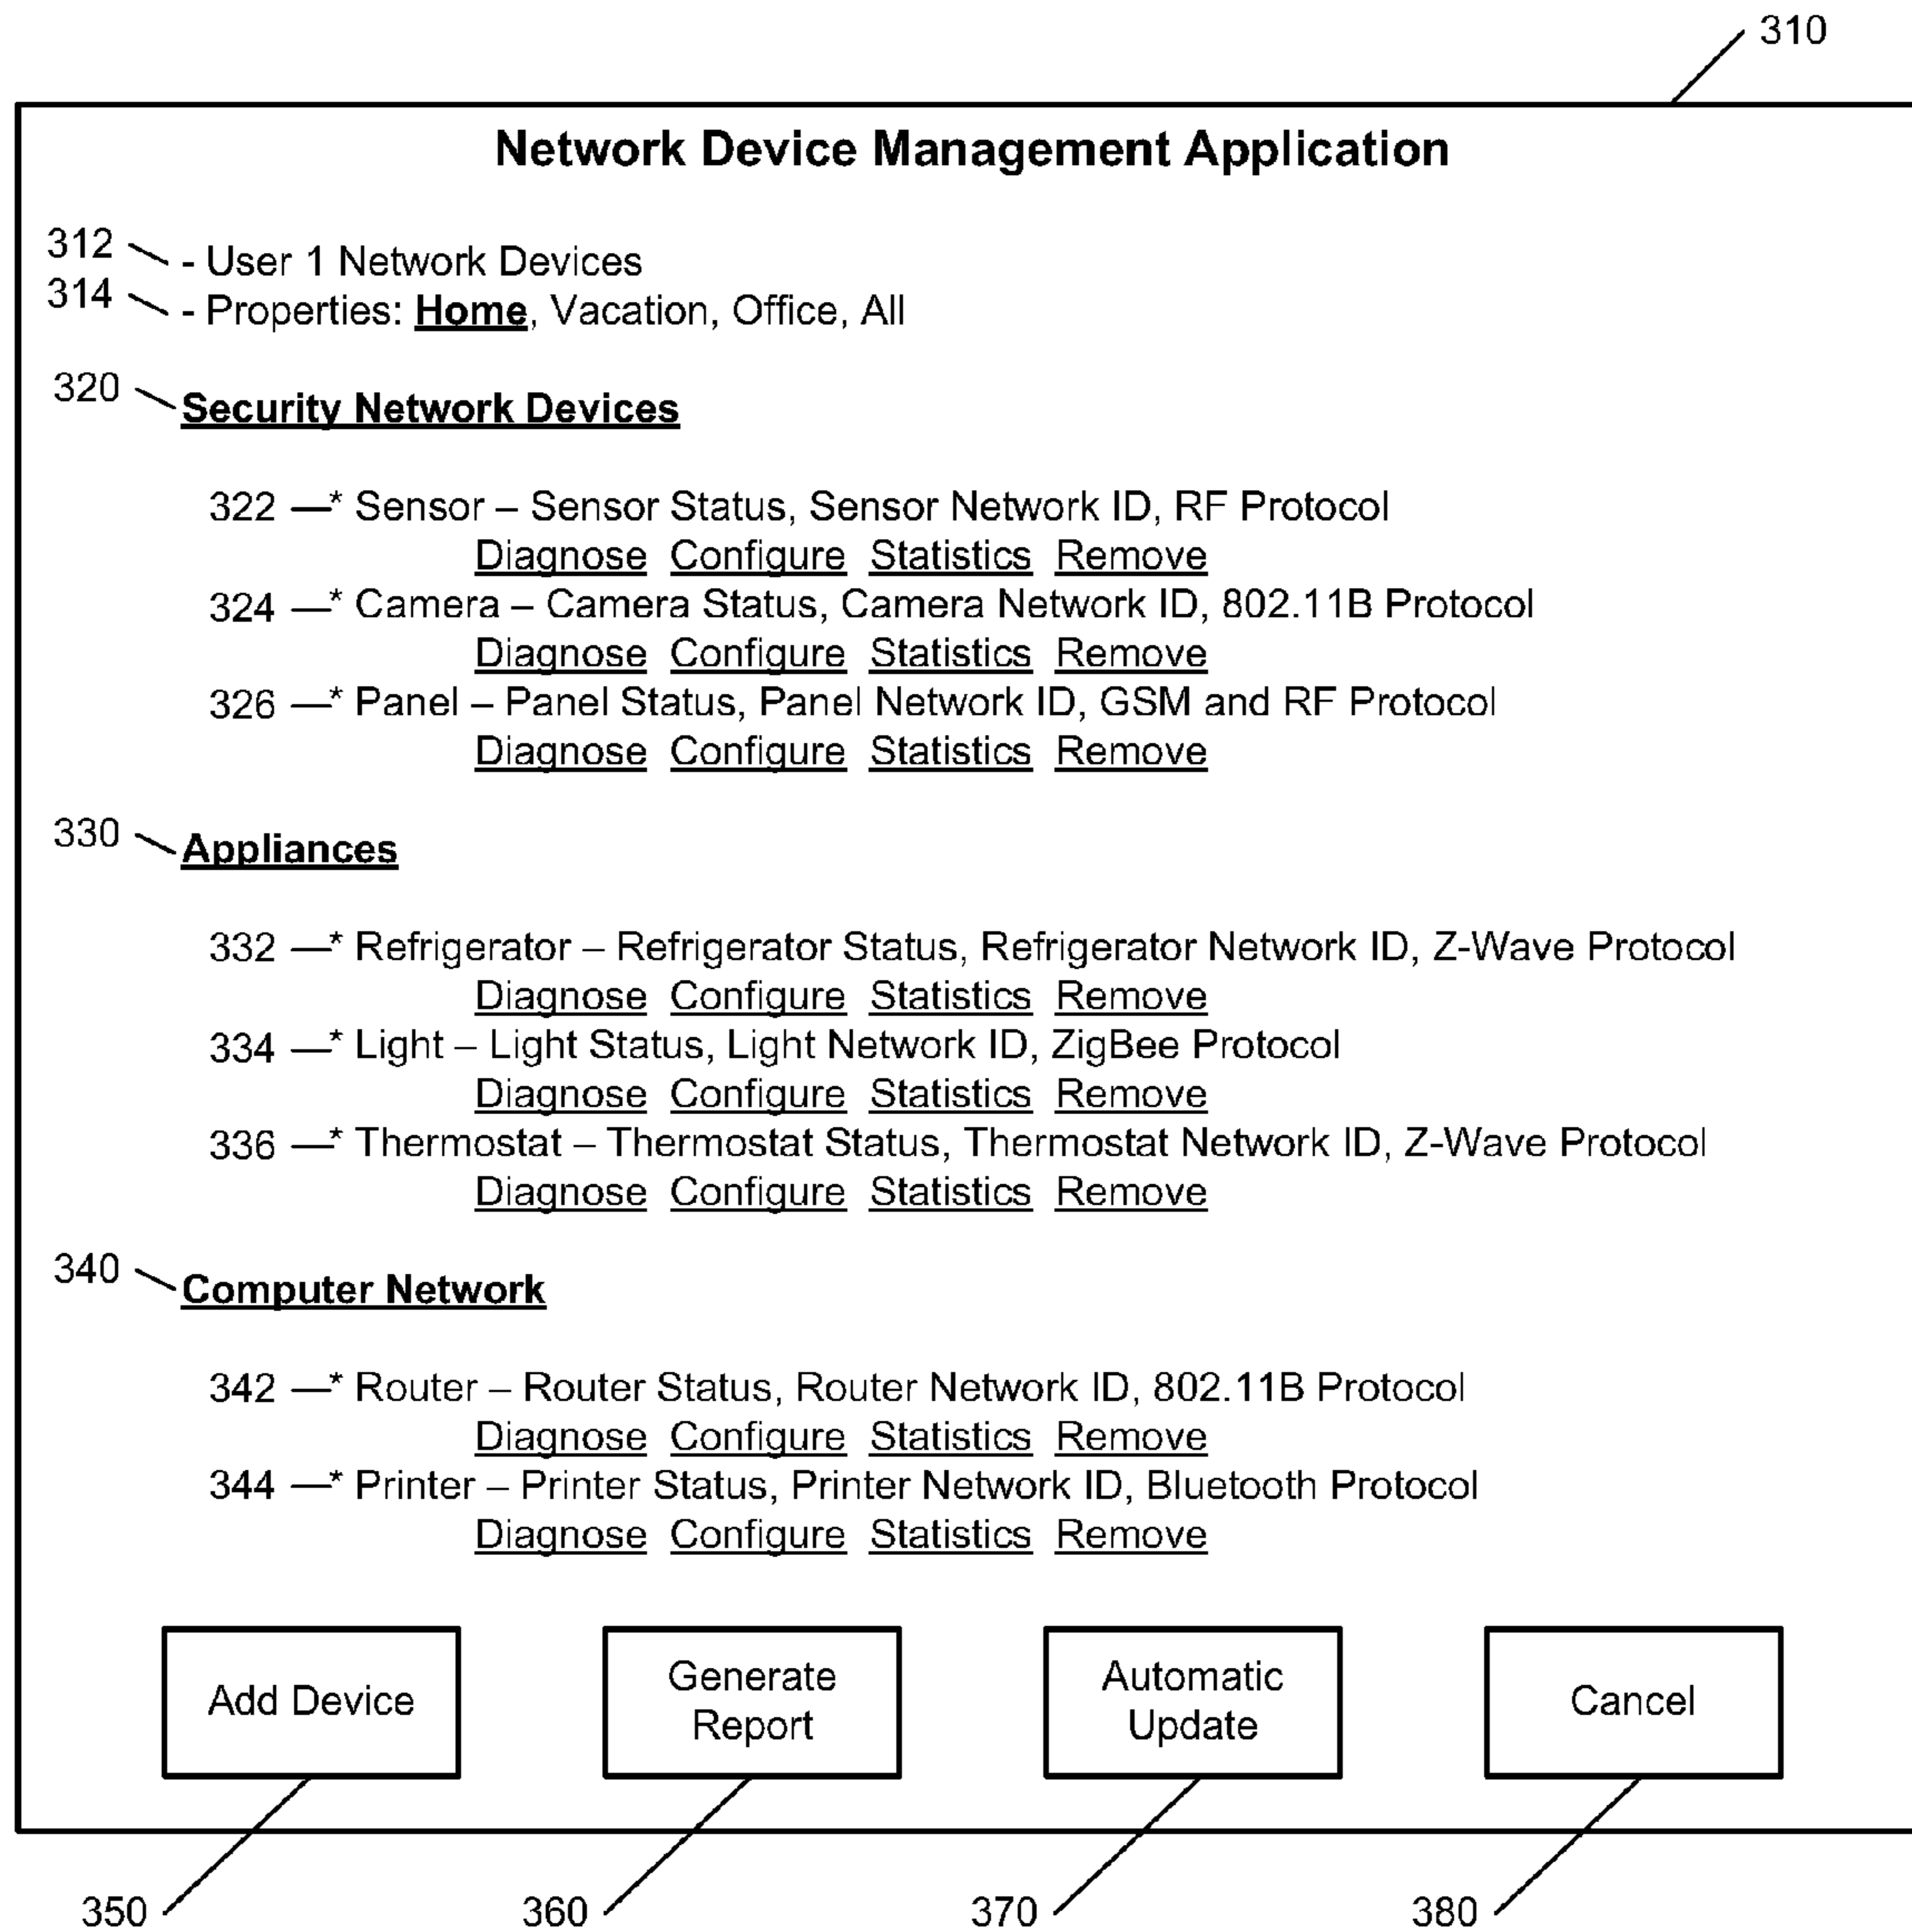 310
Network Device Management Application
312 - User 1 Network Devices
314 - Properties: Home, Vacation, Office, All
320 Security Network Devices
322 —* Sensor – Sensor Status, Sensor Network ID, RF Protocol
Diagnose Configure Statistics Remove
324 —* Camera – Camera Status, Camera Network ID, 802.11B Protocol
Diagnose Configure Statistics Remove
326 —* Panel – Panel Status, Panel Network ID, GSM and RF Protocol
Diagnose Configure Statistics Remove
330 Appliances
332 —* Refrigerator – Refrigerator Status, Refrigerator Network ID, Z-Wave Protocol
Diagnose Configure Statistics Remove
334 —* Light – Light Status, Light Network ID, ZigBee Protocol
Diagnose Configure Statistics Remove
336 —* Thermostat – Thermostat Status, Thermostat Network ID, Z-Wave Protocol
Diagnose Configure Statistics Remove
340 Computer Network
342 —* Router – Router Status, Router Network ID, 802.11B Protocol
Diagnose Configure Statistics Remove
344 —* Printer – Printer Status, Printer Network ID, Bluetooth Protocol
Diagnose Configure Statistics Remove
Add Device
Generate
Report
Automatic
Update
Cancel
350 360 370 380